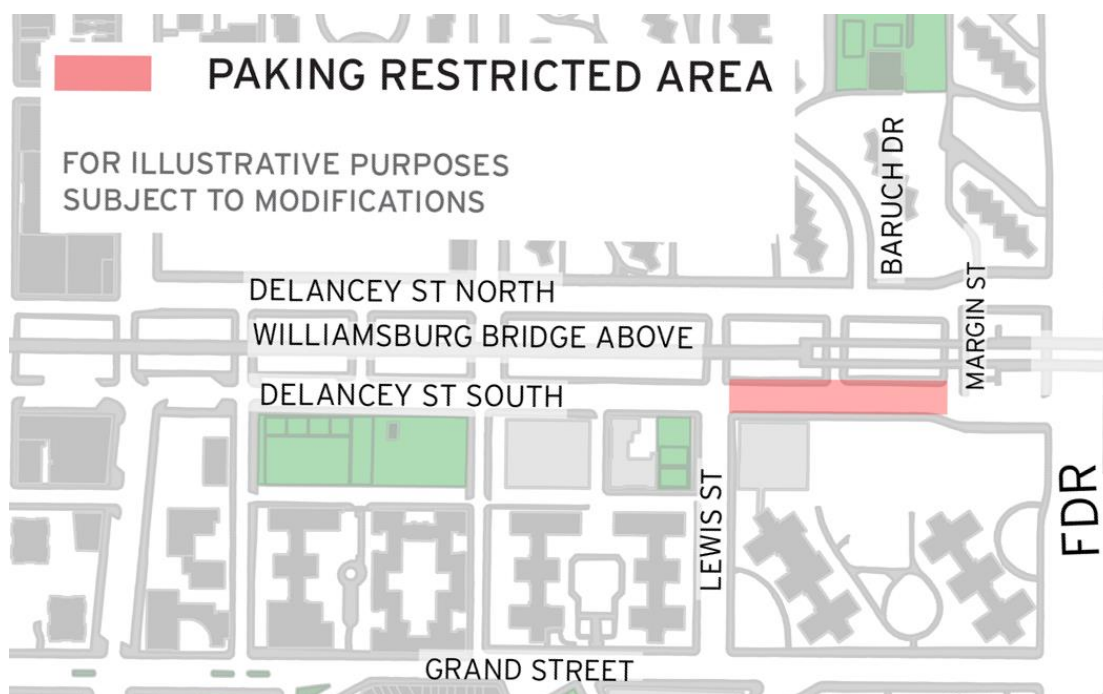 PAKING RESTRICTED AREA
FOR ILLUSTRATIVE PURPOSES
SUBJECT TO MODIFICATIONS
BARUCH DR
DELANCEY ST NORTH
MARGIN ST
WILLIAMSBURG BRIDGE ABOVE
DELANCEY ST SOUTH
LEWIS ST
FDR
GRAND STREET